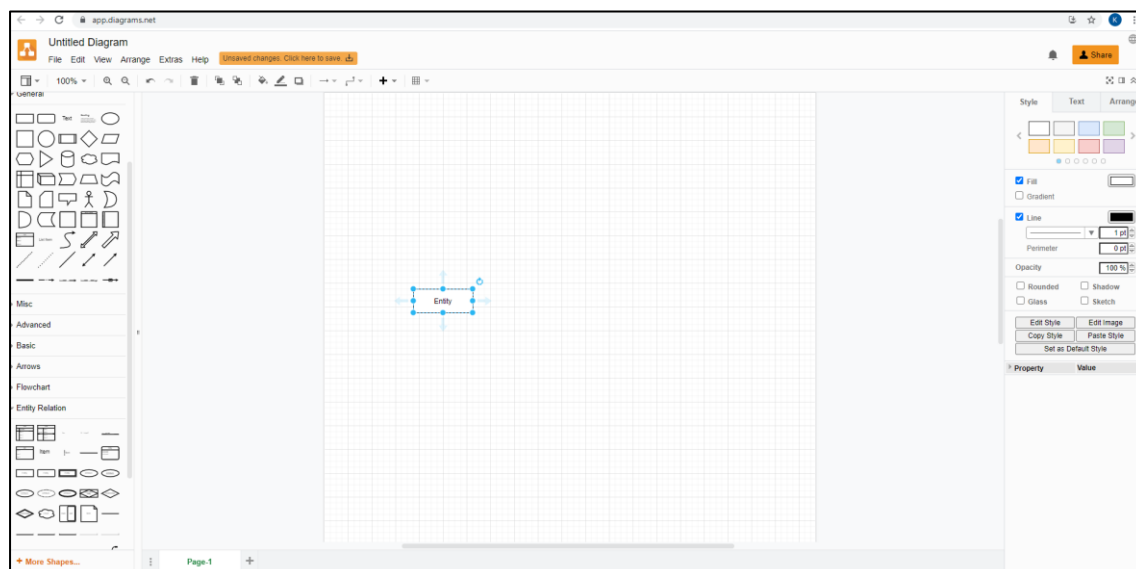 app.diagrams.net
K
Untitled Diagram
File Edit View Arrange Extras Help Unsaved changes. Click here to save.
Share
100%
General
Text
List Item
Misc
Advanced
Basic
Arrows
Flowchart
Entity Relation
Item
+ More Shapes...
Entity
Page-1
Style Text Arrange
Fill
Gradient
Line
1 pt
Perimeter 0 pt
Opacity 100 %
Rounded Shadow
Glass Sketch
Edit Style Edit Image
Copy Style Paste Style
Set as Default Style
Property Value